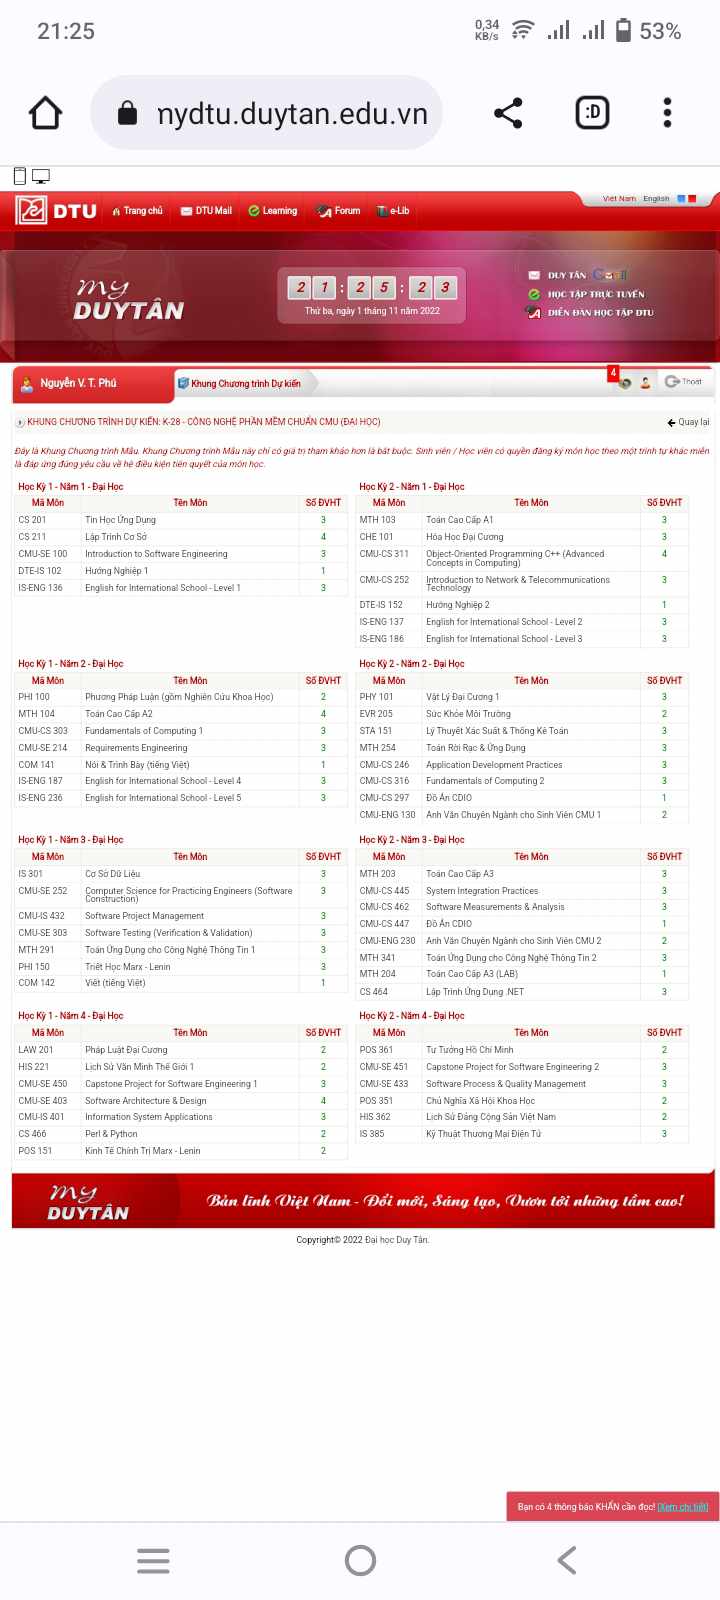 21:25
0,34
KB/s
53%
mydtu.duytan.edu.vn
:D
Việt Nam English
DTU Trang chủ DTU Mail Learning Forum e-Lib
my
DUYTÂN
2 1 : 2 5 : 2 3
Thứ ba, ngày 1 tháng 11 năm 2022
DUY TÂN Gmail
HỌC TẬP TRỰC TUYẾN
DIỄN ĐÀN HỌC TẬP DTU
Nguyễn V. T. Phú
Khung Chương trình Dự kiến
4
Thoát
KHUNG CHƯƠNG TRÌNH DỰ KIẾN: K-28 - CÔNG NGHỆ PHẦN MỀM CHUẨN CMU (ĐẠI HỌC)
Quay lại
Đây là Khung Chương trình Mẫu. Khung Chương trình Mẫu này chỉ có giá trị tham khảo hơn là bắt buộc. Sinh viên / Học viên có quyền đăng ký môn học theo một trình tự khác miễn
là đáp ứng đúng yêu cầu về hệ điều kiện tiên quyết của môn học.
Học Kỳ 1 - Năm 1 - Đại Học
Mã Môn Tên Môn Số ĐVHT
CS 201 Tin Học Ứng Dụng 3
CS 211 Lập Trình Cơ Sở 4
CMU-SE 100 Introduction to Software Engineering 3
DTE-IS 102 Hướng Nghiệp 1 1
IS-ENG 136 English for International School - Level 1 3
Học Kỳ 2 - Năm 1 - Đại Học
Mã Môn Tên Môn Số ĐVHT
MTH 103 Toán Cao Cấp A1 3
CHE 101 Hóa Học Đại Cương 3
CMU-CS 311 Object-Oriented Programming C++ (Advanced 4
Concepts in Computing)
CMU-CS 252 Introduction to Network & Telecommunications 3
Technology
DTE-IS 152 Hướng Nghiệp 2 1
IS-ENG 137 English for International School - Level 2 3
IS-ENG 186 English for International School - Level 3 3
Học Kỳ 1 - Năm 2 - Đại Học
Mã Môn Tên Môn Số ĐVHT
PHI 100 Phương Pháp Luận (gồm Nghiên Cứu Khoa Học) 2
MTH 104 Toán Cao Cấp A2 4
CMU-CS 303 Fundamentals of Computing 1 3
CMU-SE 214 Requirements Engineering 3
COM 141 Nói & Trình Bày (tiếng Việt) 1
IS-ENG 187 English for International School - Level 4 3
IS-ENG 236 English for International School - Level 5 3
Học Kỳ 2 - Năm 2 - Đại Học
Mã Môn Tên Môn Số ĐVHT
PHY 101 Vật Lý Đại Cương 1 3
EVR 205 Sức Khỏe Môi Trường 2
STA 151 Lý Thuyết Xác Suất & Thống Kê Toán 3
MTH 254 Toán Rời Rạc & Ứng Dụng 3
CMU-CS 246 Application Development Practices 3
CMU-CS 316 Fundamentals of Computing 2 3
CMU-CS 297 Đồ Án CDIO 1
CMU-ENG 130 Anh Văn Chuyên Ngành cho Sinh Viên CMU 1 2
Học Kỳ 1 - Năm 3 - Đại Học
Mã Môn Tên Môn Số ĐVHT
IS 301 Cơ Sở Dữ Liệu 3
CMU-SE 252 Computer Science for Practicing Engineers (Software 3
Construction)
CMU-IS 432 Software Project Management 3
CMU-SE 303 Software Testing (Verification & Validation) 3
MTH 291 Toán Ứng Dụng cho Công Nghệ Thông Tin 1 3
PHI 150 Triết Học Marx - Lenin 3
COM 142 Viết (tiếng Việt) 1
Học Kỳ 2 - Năm 3 - Đại Học
Mã Môn Tên Môn Số ĐVHT
MTH 203 Toán Cao Cấp A3 3
CMU-CS 445 System Integration Practices 3
CMU-CS 462 Software Measurements & Analysis 3
CMU-CS 447 Đồ Án CDIO 1
CMU-ENG 230 Anh Văn Chuyên Ngành cho Sinh Viên CMU 2 2
MTH 341 Toán Ứng Dụng cho Công Nghệ Thông Tin 2 3
MTH 204 Toán Cao Cấp A3 (LAB) 1
CS 464 Lập Trình Ứng Dụng .NET 3
Học Kỳ 1 - Năm 4 - Đại Học
Mã Môn Tên Môn Số ĐVHT
LAW 201 Pháp Luật Đại Cương 2
HIS 221 Lịch Sử Văn Minh Thế Giới 1 2
CMU-SE 450 Capstone Project for Software Engineering 1 3
CMU-SE 403 Software Architecture & Design 4
CMU-IS 401 Information System Applications 3
CS 466 Perl & Python 2
POS 151 Kinh Tế Chính Trị Marx - Lenin 2
Học Kỳ 2 - Năm 4 - Đại Học
Mã Môn Tên Môn Số ĐVHT
POS 361 Tư Tưởng Hồ Chí Minh 2
CMU-SE 451 Capstone Project for Software Engineering 2 3
CMU-SE 433 Software Process & Quality Management 3
POS 351 Chủ Nghĩa Xã Hội Khoa Học 2
HIS 362 Lịch Sử Đảng Cộng Sản Việt Nam 2
IS 385 Kỹ Thuật Thương Mại Điện Tử 3
my
DUYTÂN
Bản lĩnh Việt Nam - Đổi mới, Sáng tạo, Vươn tới những tầm cao!
Copyright© 2022 Đại học Duy Tân.
Bạn có 4 thông báo KHẨN cần đọc! [Xem chi tiết]